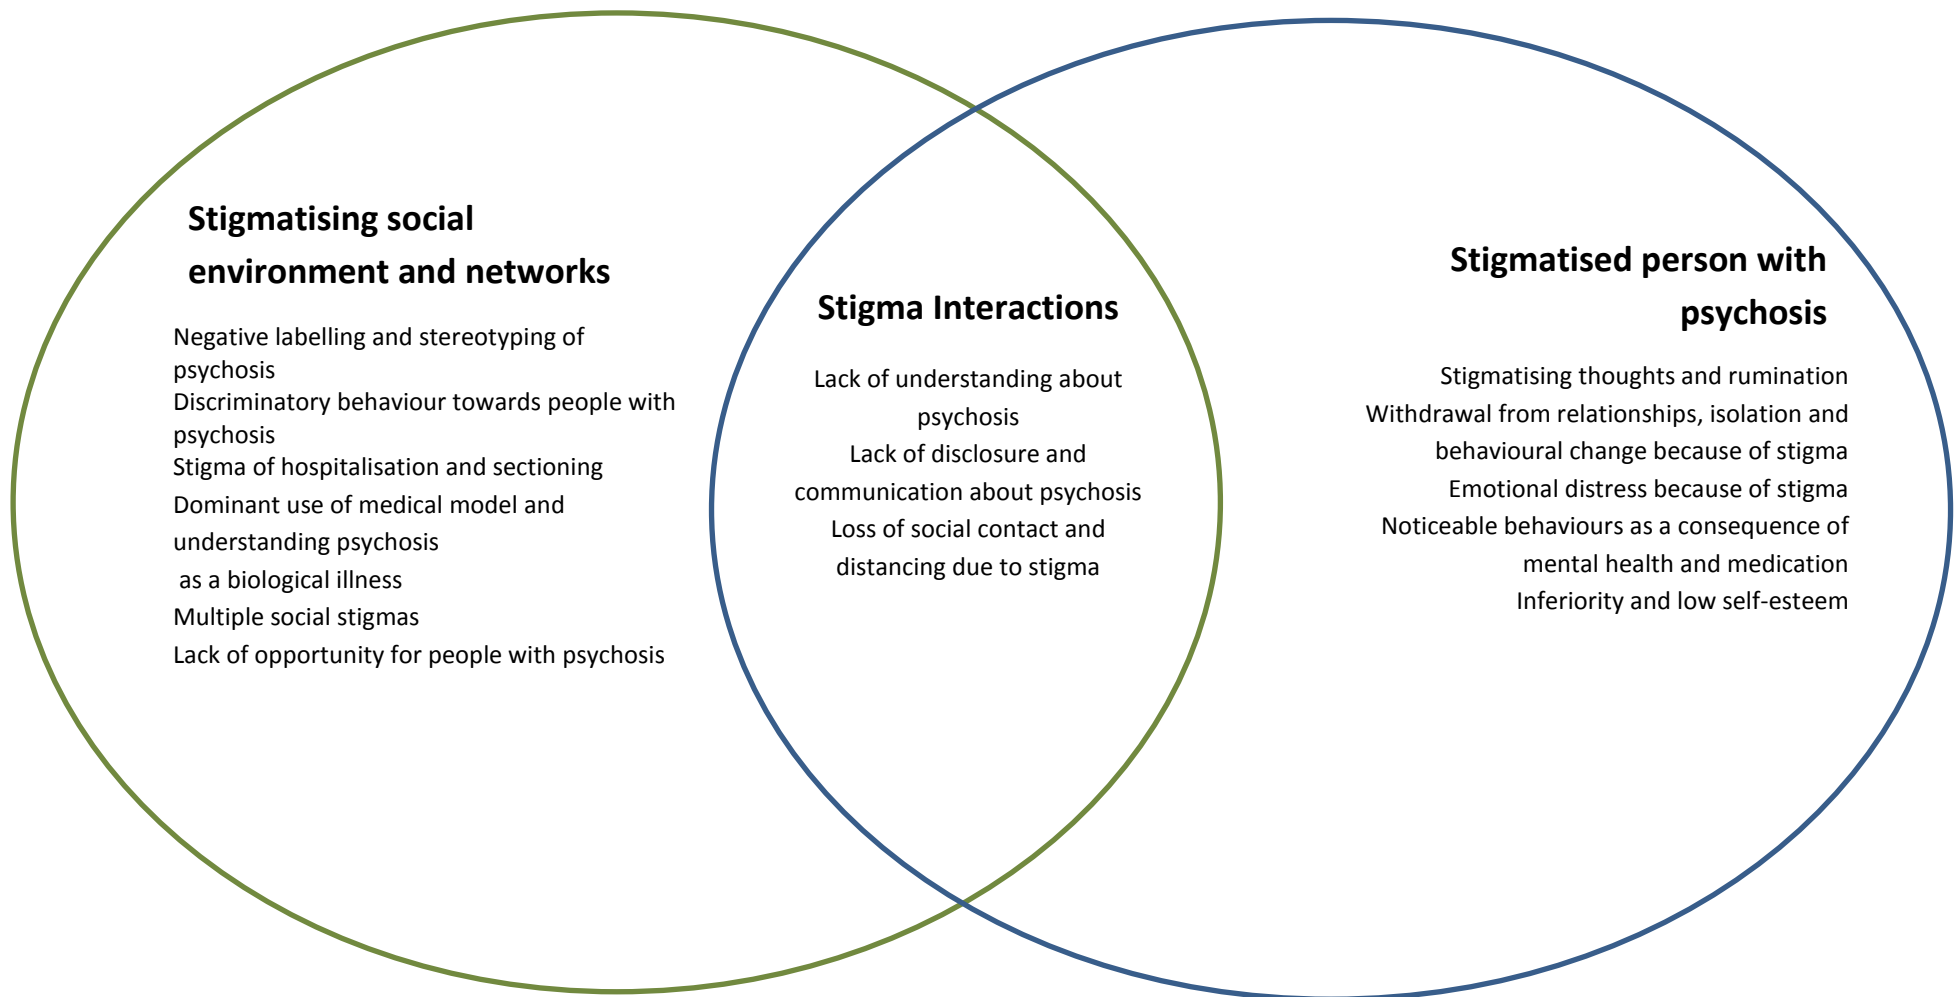 Stigmatising social
environment and networks
Negative labelling and stereotyping of
psychosis
Discriminatory behaviour towards people with
psychosis
Stigma of hospitalisation and sectioning
Dominant use of medical model and
understanding psychosis
as a biological illness
Multiple social stigmas
Lack of opportunity for people with psychosis
Stigma Interactions
Lack of understanding about
psychosis
Lack of disclosure and
communication about psychosis
Loss of social contact and
distancing due to stigma
Stigmatised person with
psychosis
Stigmatising thoughts and rumination
Withdrawal from relationships, isolation and
behavioural change because of stigma
Emotional distress because of stigma
Noticeable behaviours as a consequence of
mental health and medication
Inferiority and low self-esteem